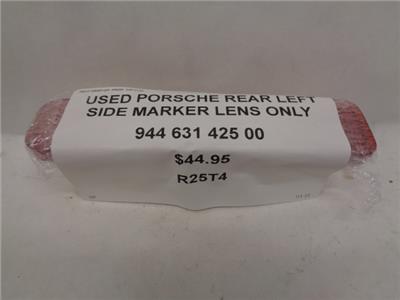 USED PORSCHE REAR LEFT
SIDE MARKER LENS ONLY
944 631 425 00
$44.95
R25T4